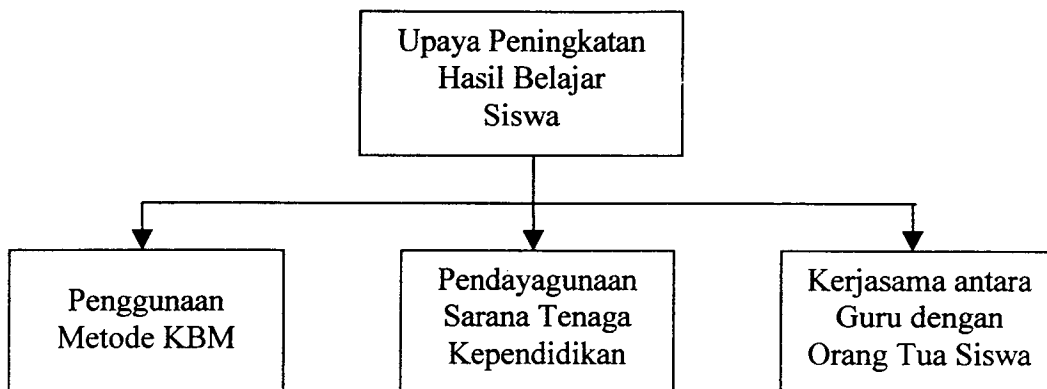 Upaya Peningkatan
Hasil Belajar
Siswa
Penggunaan
Metode KBM
Pendayagunaan
Sarana Tenaga
Kependidikan
Kerjasama antara
Guru dengan
Orang Tua Siswa